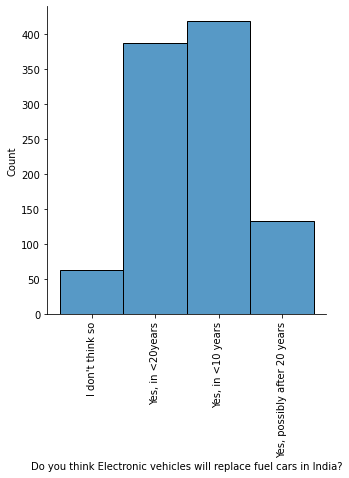 400
350
300
250
200
150
100
50
0
Count
I don't think so
Yes, in <20years
Yes, in <10 years
Yes, possibly after 20 years
Do you think Electronic vehicles will replace fuel cars in India?